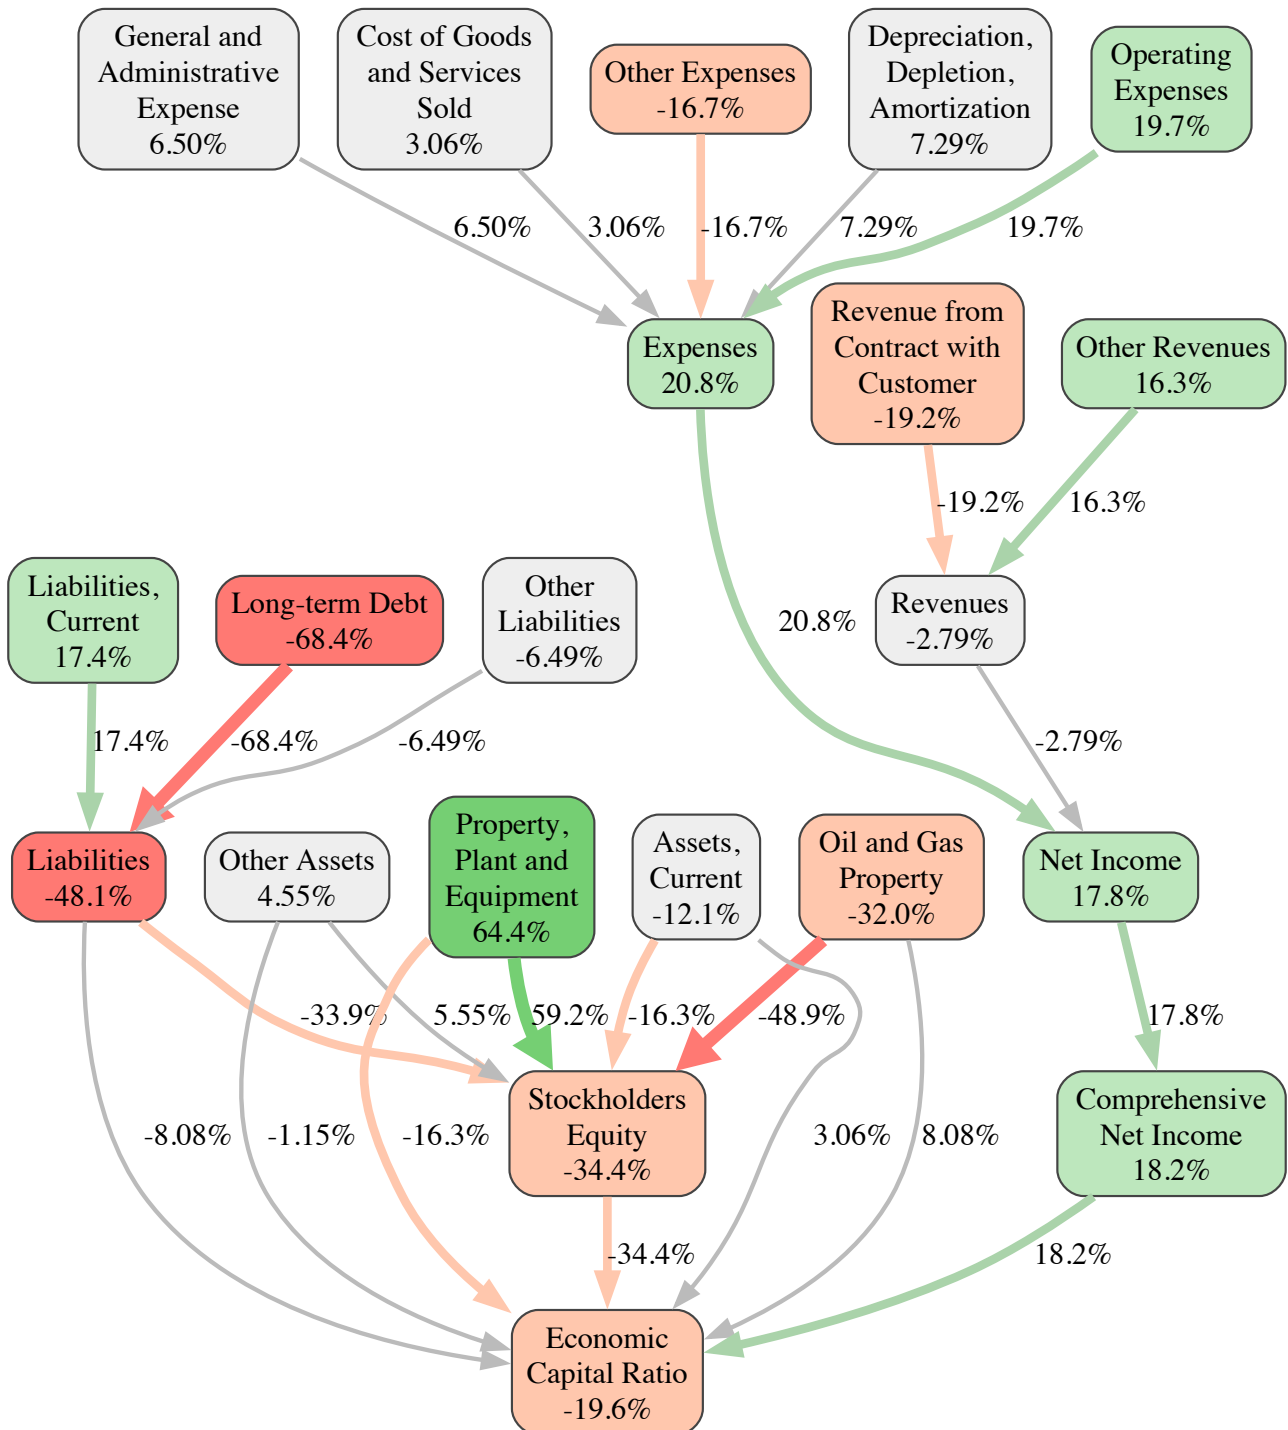 General and
Administrative
Expense
6.50%
Cost of Goods
and Services
Sold
3.06%
Other Expenses
-16.7%
Depreciation,
Depletion,
Amortization
7.29%
Operating
Expenses
19.7%
6.50%
3.06%
-16.7%
7.29%
19.7%
Expenses
20.8%
Revenue from
Contract with
Customer
-19.2%
Other Revenues
16.3%
-19.2%
16.3%
Liabilities,
Current
17.4%
Long-term Debt
-68.4%
Other
Liabilities
-6.49%
20.8%
Revenues
-2.79%
17.4%
-68.4%
-6.49%
-2.79%
Liabilities
-48.1%
Other Assets
4.55%
Property,
Plant and
Equipment
64.4%
Assets,
Current
-12.1%
Oil and Gas
Property
-32.0%
Net Income
17.8%
-33.9%
5.55%
59.2%
-16.3%
-48.9%
17.8%
Stockholders
Equity
-34.4%
Comprehensive
Net Income
18.2%
-8.08%
-1.15%
-16.3%
3.06%
8.08%
-34.4%
18.2%
Economic
Capital Ratio
-19.6%